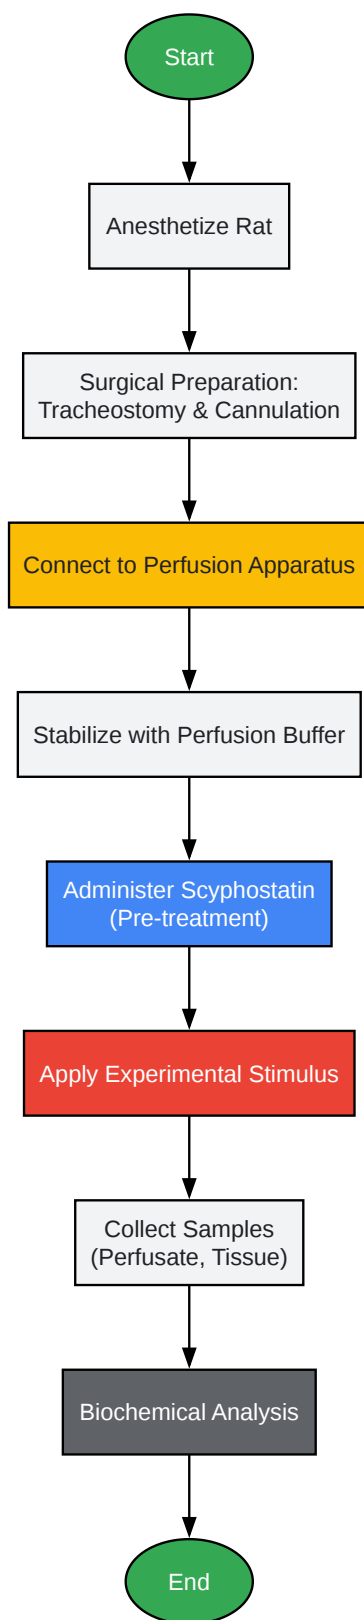 Start
Anesthetize Rat
Surgical Preparation:
Tracheostomy & Cannulation
Connect to Perfusion Apparatus
Stabilize with Perfusion Buffer
Administer Scyphostatin
(Pre-treatment)
Apply Experimental Stimulus
Collect Samples
(Perfusate, Tissue)
Biochemical Analysis
End